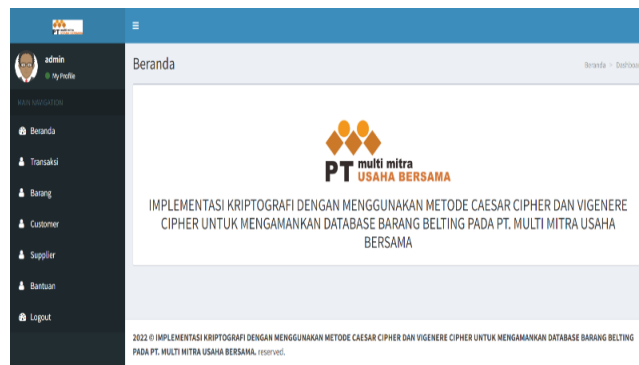 admin
My Profile
MAIN NAVIGATION
Beranda
Transaksi
Barang
Customer
Supplier
Bantuan
Logout
Beranda
Beranda > Dashboard
PT multi mitra
USAHA BERSAMA
IMPLEMENTASI KRIPTOGRAFI DENGAN MENGGUNAKAN METODE CAESAR CIPHER DAN VIGENERE
CIPHER UNTUK MENGAMANKAN DATABASE BARANG BELTING PADA PT. MULTI MITRA USAHA
BERSAMA
2022 © IMPLEMENTASI KRIPTOGRAFI DENGAN MENGGUNAKAN METODE CAESAR CIPHER DAN VIGENERE CIPHER UNTUK MENGAMANKAN DATABASE BARANG BELTING
PADA PT. MULTI MITRA USAHA BERSAMA. reserved.